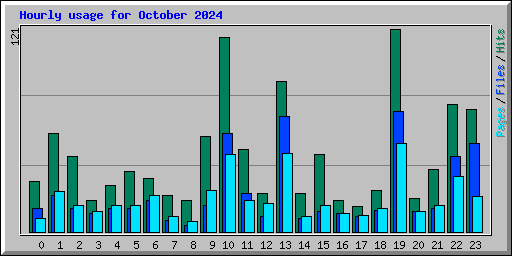 Hourly usage for October 2024
121
Pages / Files / Hits
0 1 2 3 4 5 6 7 8 9 10 11 12 13 14 15 16 17 18 19 20 21 22 23